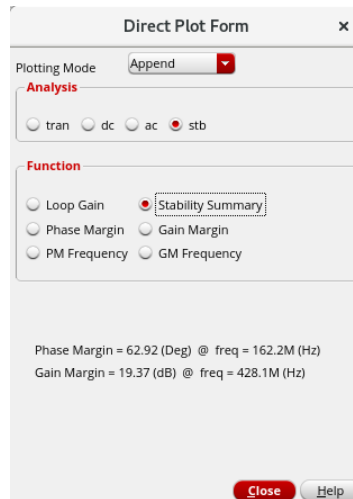 Direct Plot Form ×
Plotting Mode Append
Analysis
tran dc ac stb
Function
Loop Gain Stability Summary
Phase Margin Gain Margin
PM Frequency GM Frequency
Phase Margin = 62.92 (Deg) @ freq = 162.2M (Hz)
Gain Margin = 19.37 (dB) @ freq = 428.1M (Hz)
Close Help